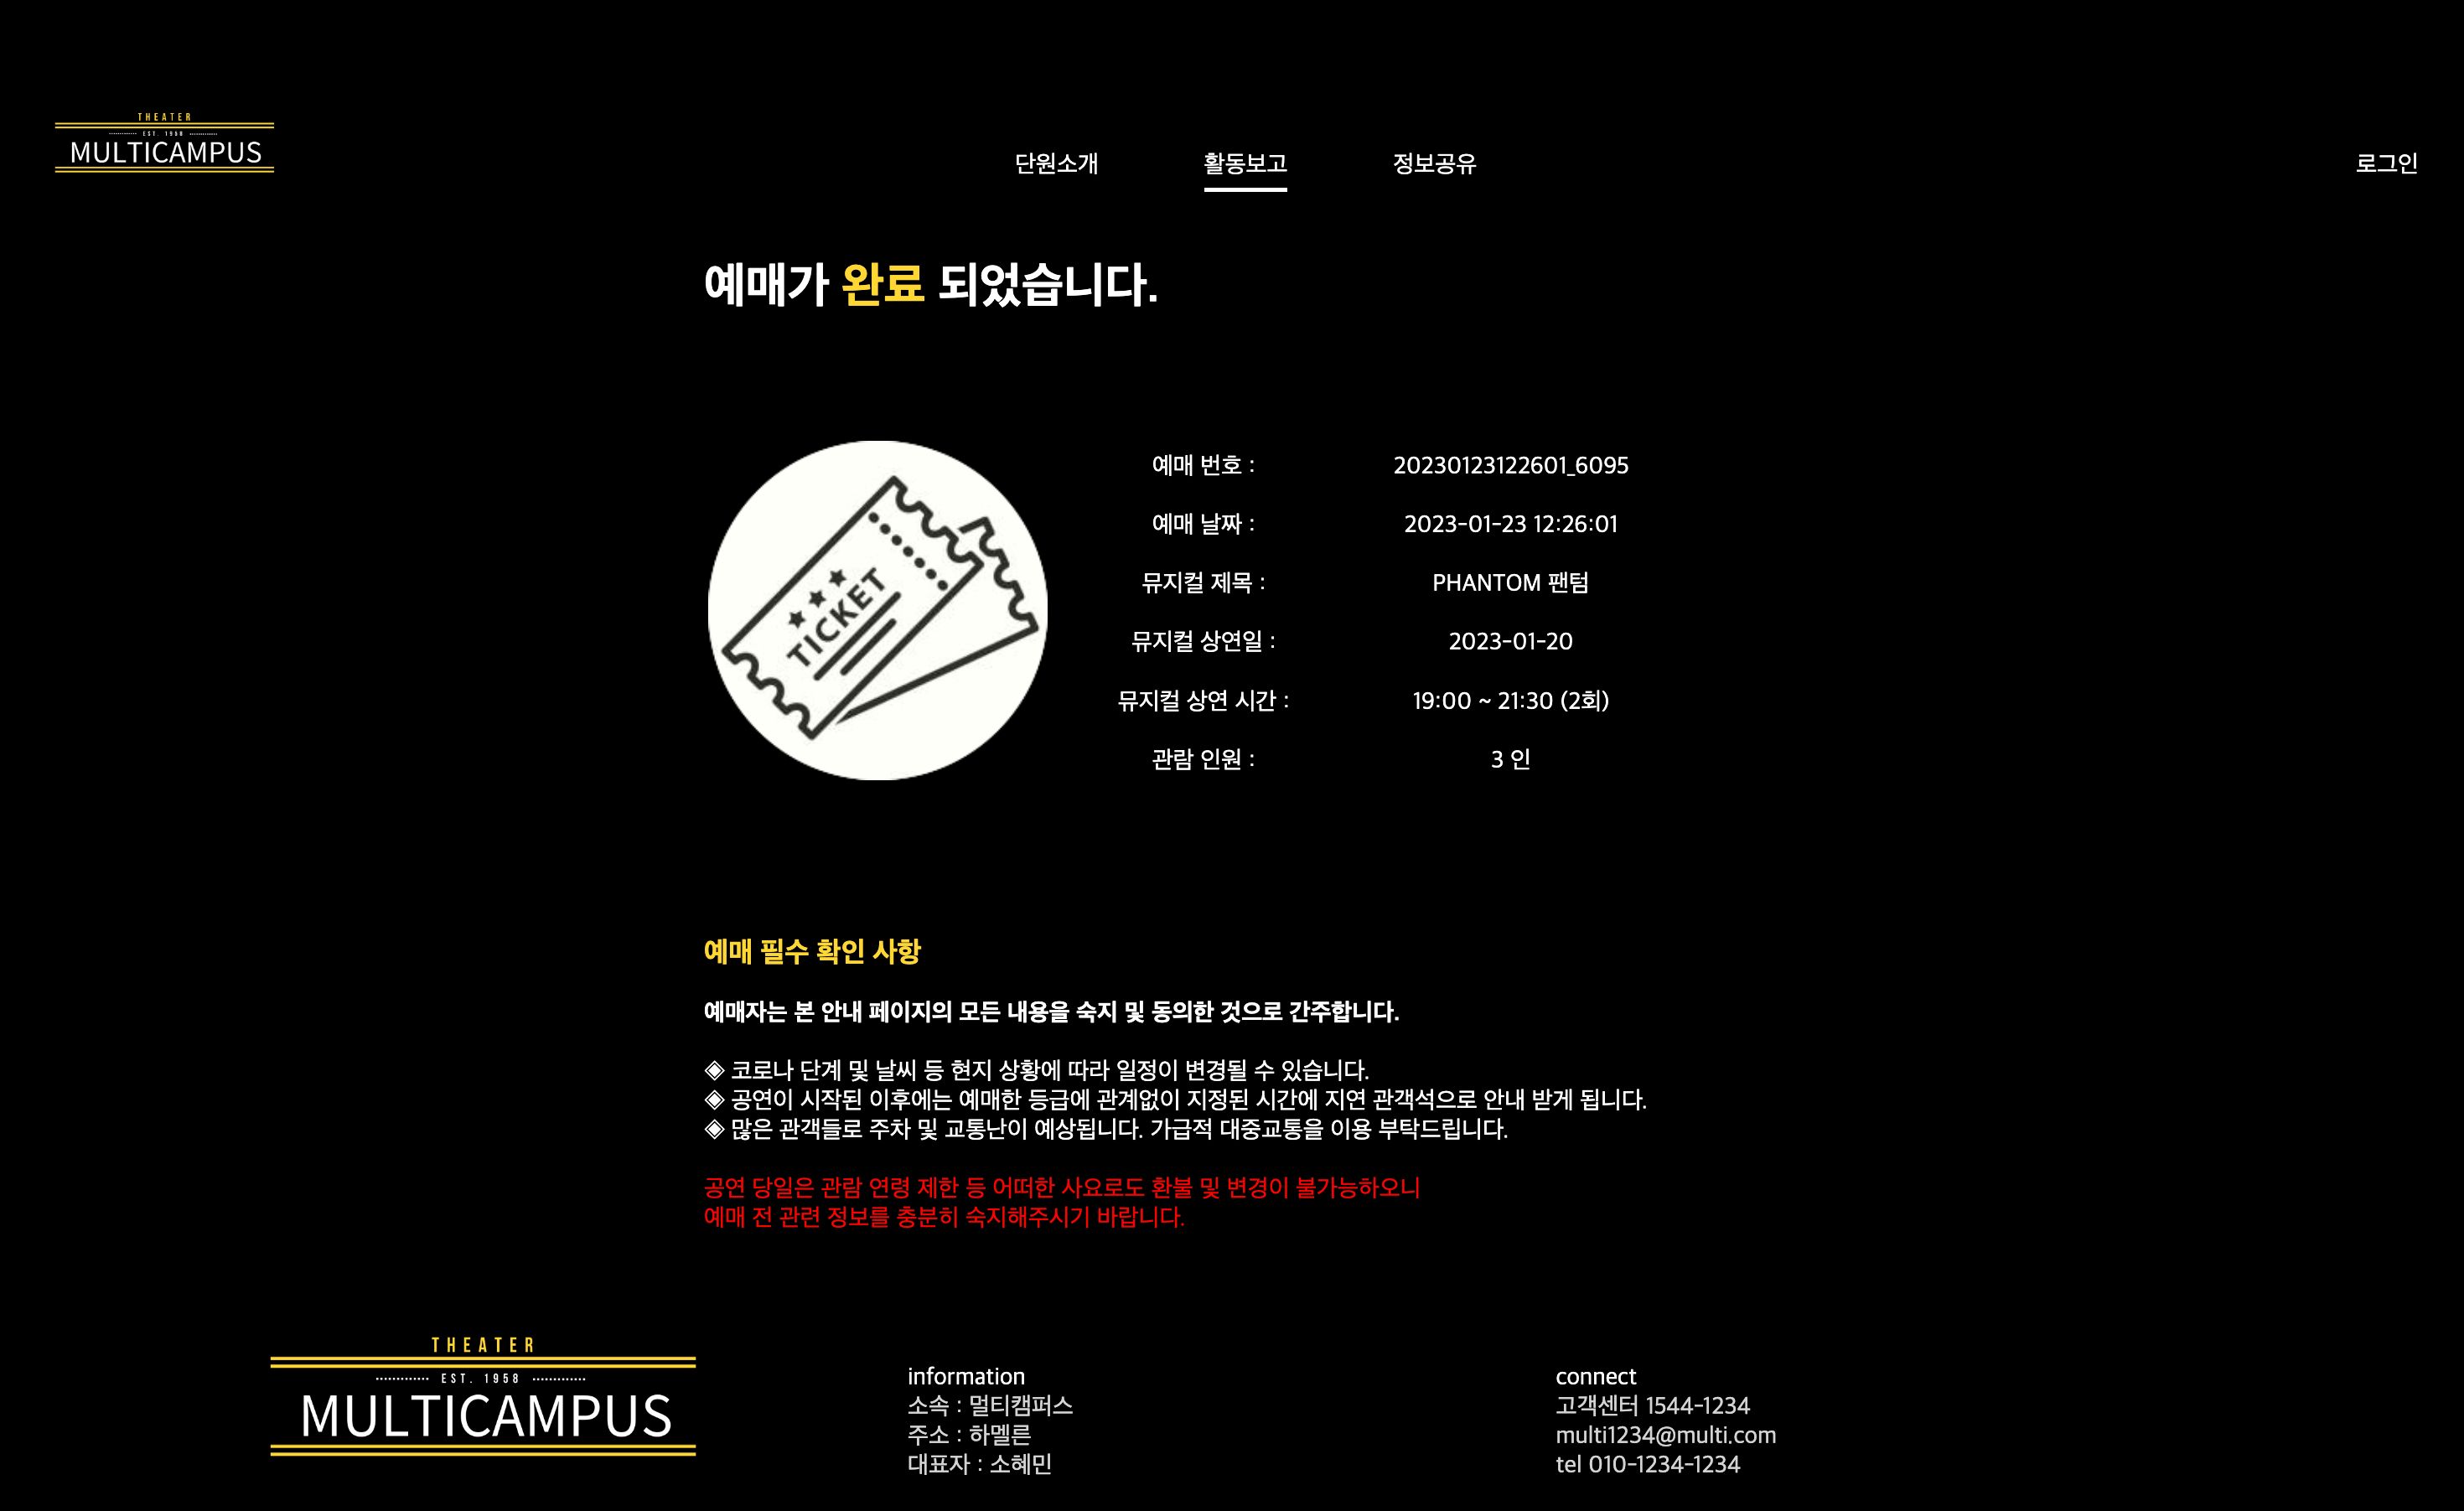 THEATER
EST. 1958
MULTICAMPUS
단원소개 활동보고 정보공유 로그인
예매가 완료 되었습니다.
TICKET
예매 번호 : 20230123122601_6095
예매 날짜 : 2023-01-23 12:26:01
뮤지컬 제목 : PHANTOM 팬텀
뮤지컬 상연일 : 2023-01-20
뮤지컬 상연 시간 : 19:00 ~ 21:30 (2회)
관람 인원 : 3 인
예매 필수 확인 사항
예매자는 본 안내 페이지의 모든 내용을 숙지 및 동의한 것으로 간주합니다.
◈ 코로나 단계 및 날씨 등 현지 상황에 따라 일정이 변경될 수 있습니다.
◈ 공연이 시작된 이후에는 예매한 등급에 관계없이 지정된 시간에 지연 관객석으로 안내 받게 됩니다.
◈ 많은 관객들로 주차 및 교통난이 예상됩니다. 가급적 대중교통을 이용 부탁드립니다.
공연 당일은 관람 연령 제한 등 어떠한 사요로도 환불 및 변경이 불가능하오니
예매 전 관련 정보를 충분히 숙지해주시기 바랍니다.
THEATER
EST. 1958
MULTICAMPUS
information
소속 : 멀티캠퍼스
주소 : 하멜른
대표자 : 소혜민
connect
고객센터 1544-1234
multi1234@multi.com
tel 010-1234-1234